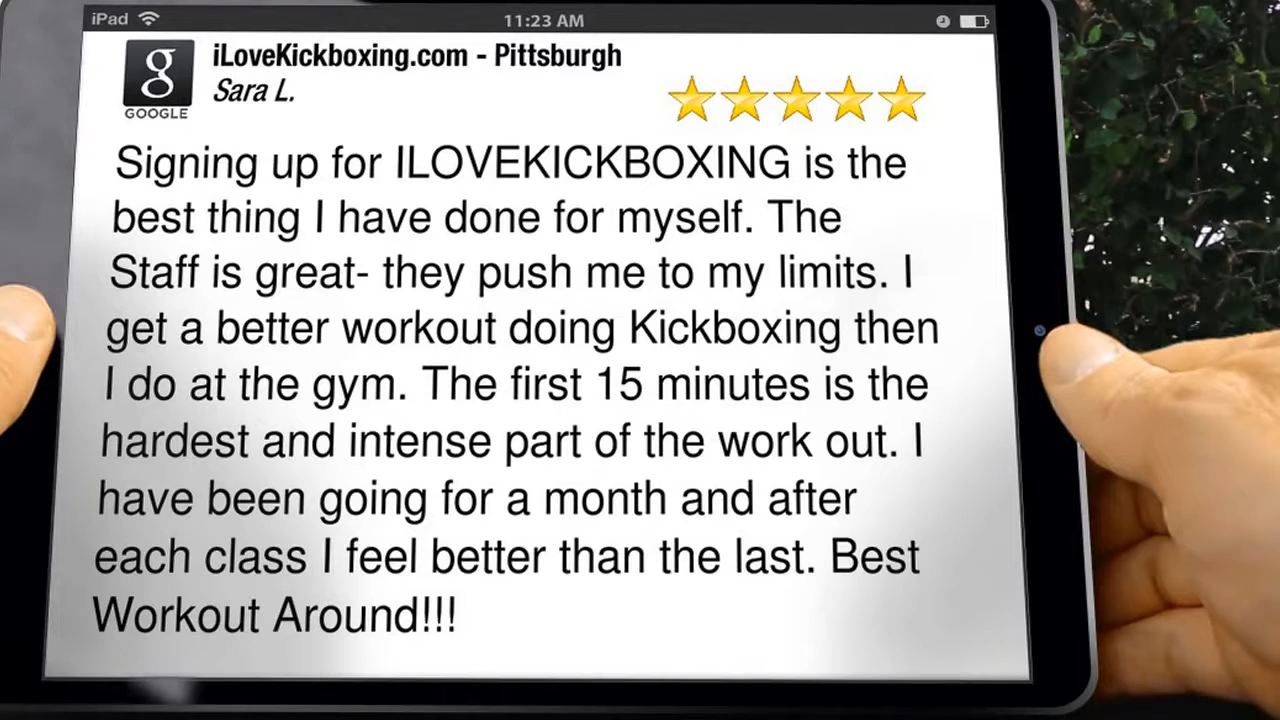 iPad 11:23 AM
g iLoveKickboxing.com - Pittsburgh
Sara L.
GOOGLE
Signing up for ILOVEKICKBOXING is the
best thing I have done for myself. The
Staff is great- they push me to my limits. I
get a better workout doing Kickboxing then
I do at the gym. The first 15 minutes is the
hardest and intense part of the work out. I
have been going for a month and after
each class I feel better than the last. Best
Workout Around!!!